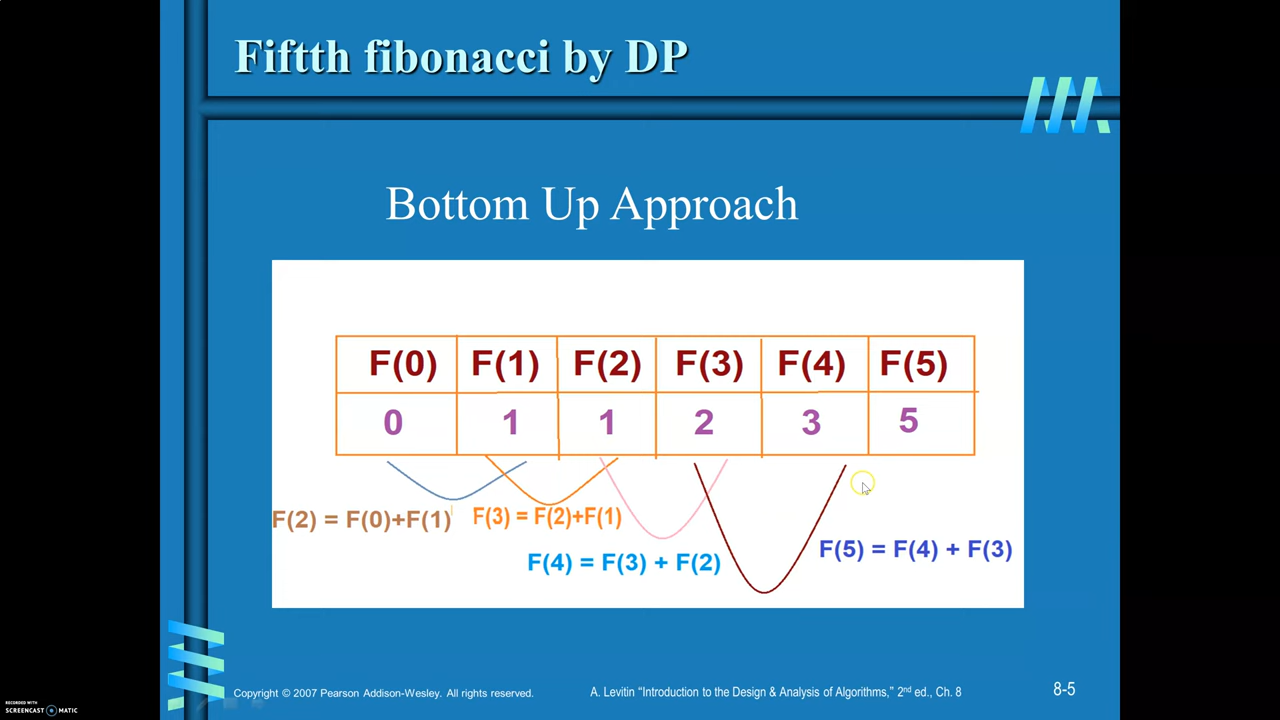 Fiftth fibonacci by DP
Bottom Up Approach
F(0) F(1) F(2) F(3) F(4) F(5)
0 1 1 2 3 5
F(2) = F(0)+F(1)
F(3) = F(2)+F(1)
F(4) = F(3) + F(2)
F(5) = F(4) + F(3)
Copyright © 2007 Pearson Addison-Wesley. All rights reserved.
A. Levitin “Introduction to the Design & Analysis of Algorithms,” 2nd ed., Ch. 8
8-5
RECORDED WITH
SCREENCAST MATIC